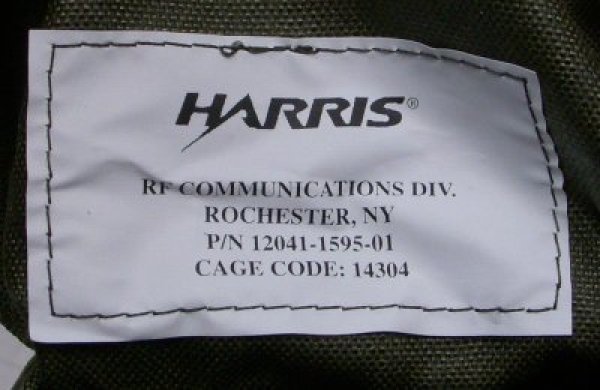 HARRIS®
RF COMMUNICATIONS DIV.
ROCHESTER, NY
P/N 12041-1595-01
CAGE CODE: 14304